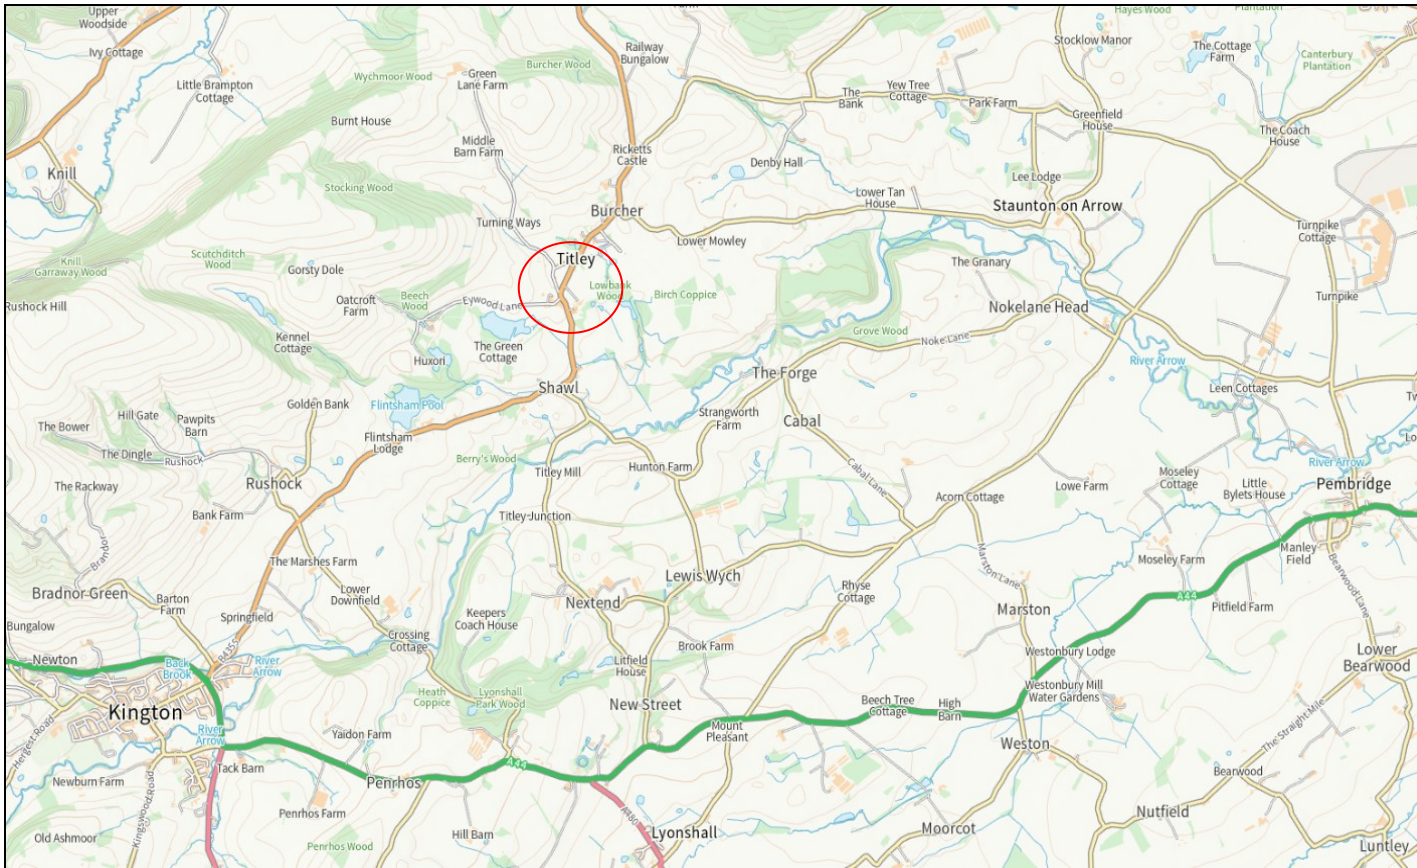 Upper
Woodside
Ivy Cottage
Little Brampton
Cottage
Wychmoor Wood
Green
Lane Farm
Burcher Wood
Railway
Bungalow
Farm
Hayes Wood
Plantation
Stocklow Manor
The Cottage
Farm
Canterbury
Plantation
Burnt House
Middle
Barn Farm
The
Bank
Yew Tree
Cottage
Park Farm
Greenfield
House
The Coach
House
Knill
Ricketts
Castle
Denby Hall
Lee Lodge
Stocking Wood
Turning Ways
Burcher
Lower Tan
House
Staunton on Arrow
Turnpike
Cottage
Lower Mowley
Scutchditch
Wood
Knill
Garraway Wood
Gorsty Dole
Titley
The Granary
Rushock Hill
Oatcroft
Farm
Beech
Wood
Eywood Lane
Lowbank
Wood
Birch Coppice
Nokelane Head
Turnpike
Kennel
Cottage
Huxori
The Green
Cottage
Grove Wood
Noke Lane
River Arrow
The Forge
Leen Cottages
Shawl
Flintsham Pool
Golden Bank
Hill Gate
Pawpits
Barn
The Bower
The Dingle
Rushock
Flintsham
Lodge
Strangworth
Farm
Cabal
Berry's Wood
Titley Mill
Hunton Farm
Cabal Lane
River Arrow
The Rackway
Rushock
Moseley
Cottage
Little
Bylets House
Pembridge
Lowe Farm
Acorn Cottage
Bank Farm
Titley Junction
Brandor
The Marshes Farm
Marston Lane
Moseley Farm
Manley
Field
Bearwood Lane
Bradnor Green
Barton
Farm
Springfield
Lower
Downfield
Lewis Wych
Rhyse
Cottage
A44
Pitfield Farm
Nextend
Keepers
Coach House
Marston
Bungalow
Crossing
Cottage
Brook Farm
Westonbury Lodge
Lower
Bearwood
Newton
Back
Brook
B4355
River
Arrow
Litfield
House
Heath
Coppice
Lyonshall
Park Wood
New Street
Beech Tree
Cottage
High
Barn
Westonbury Mill
Water Gardens
Kington
Hergest Road
River
Arrow
Yaidon Farm
Mount
Pleasant
The Straight Mile
Weston
Tack Barn
A44
Bearwood
Newburn Farm
Penrhos
Kingswood Road
Penrhos Farm
A480
Nutfield
Old Ashmoor
Hill Barn
Lyonshall
Moorcot
Penrhos Wood
Luntley